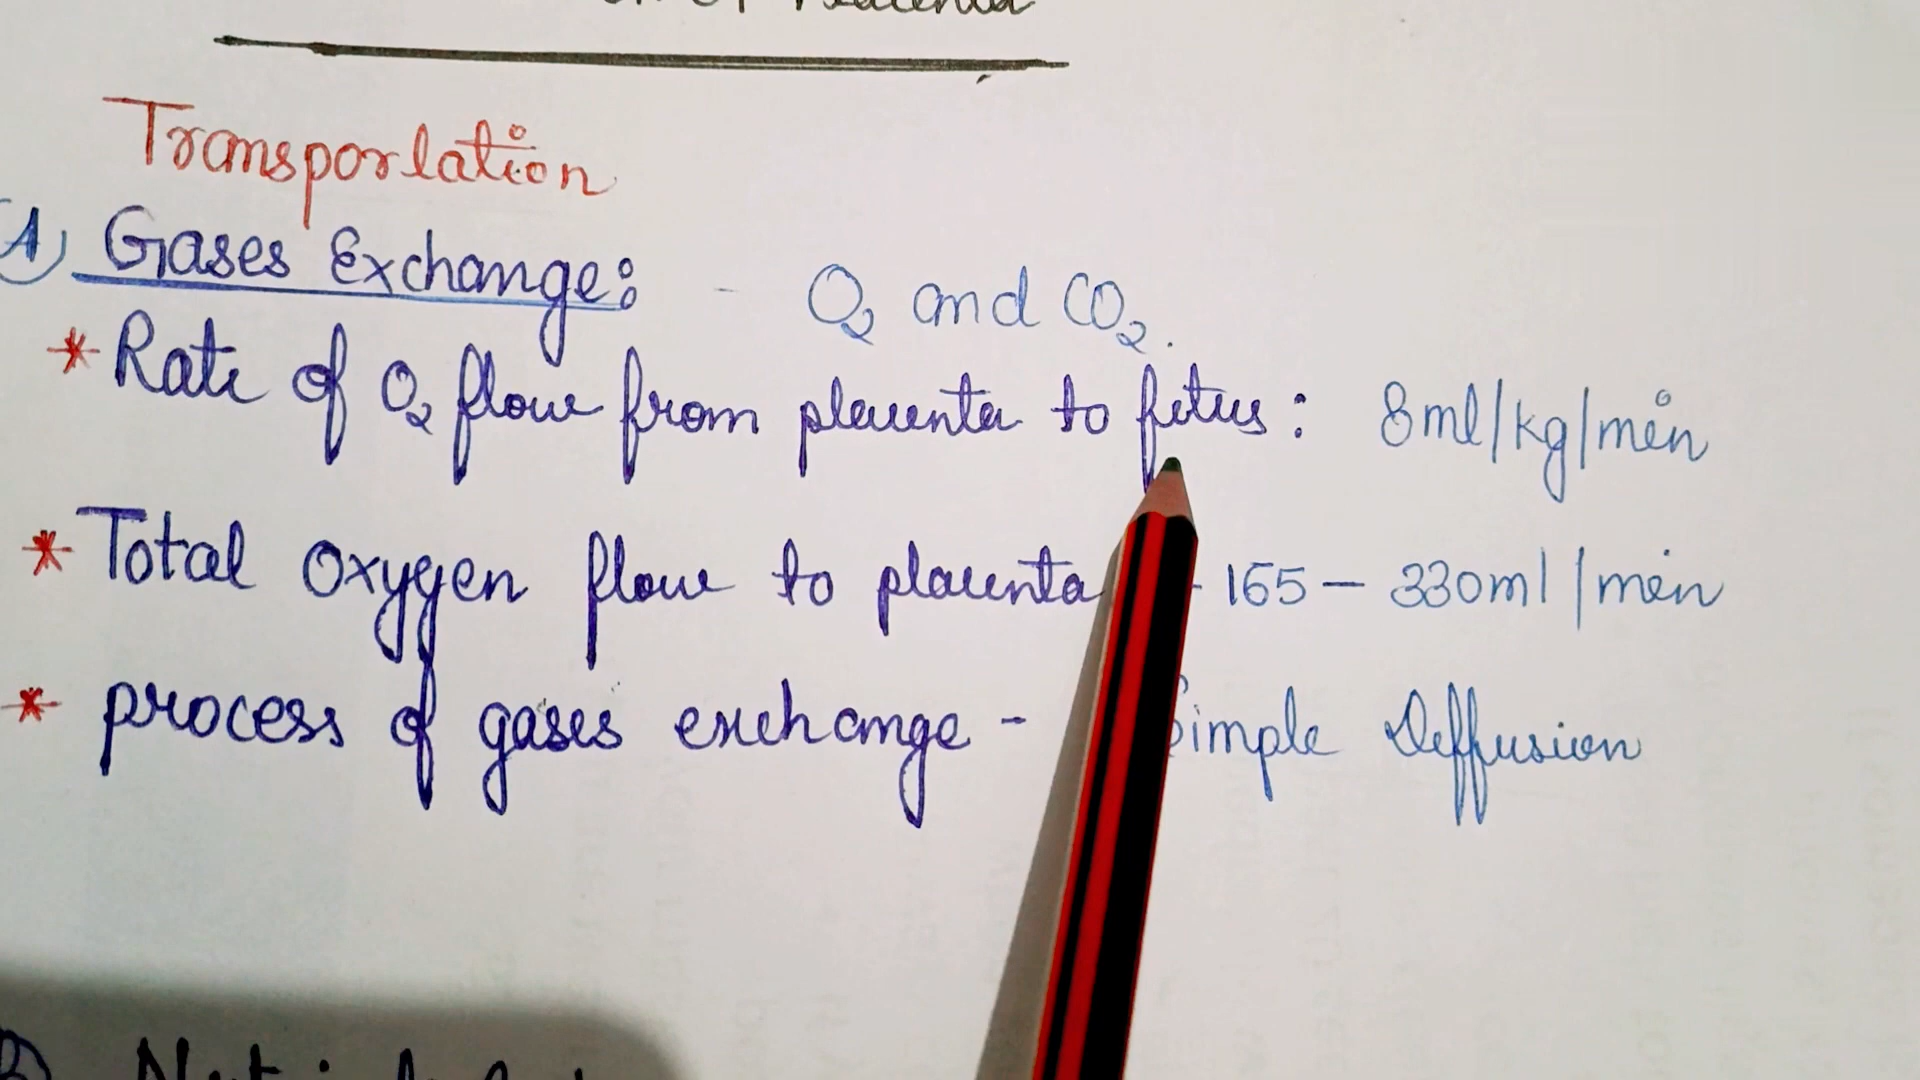 Placenta
Transportation
A) Gases Exchange: - O₂ and CO₂.
* Rate of O₂ flow from placenta to fetus: 8ml/kg/min
* Total oxygen flow to placenta - 165 - 330ml/min
* process of gases exchange - Simple Diffusion
B)